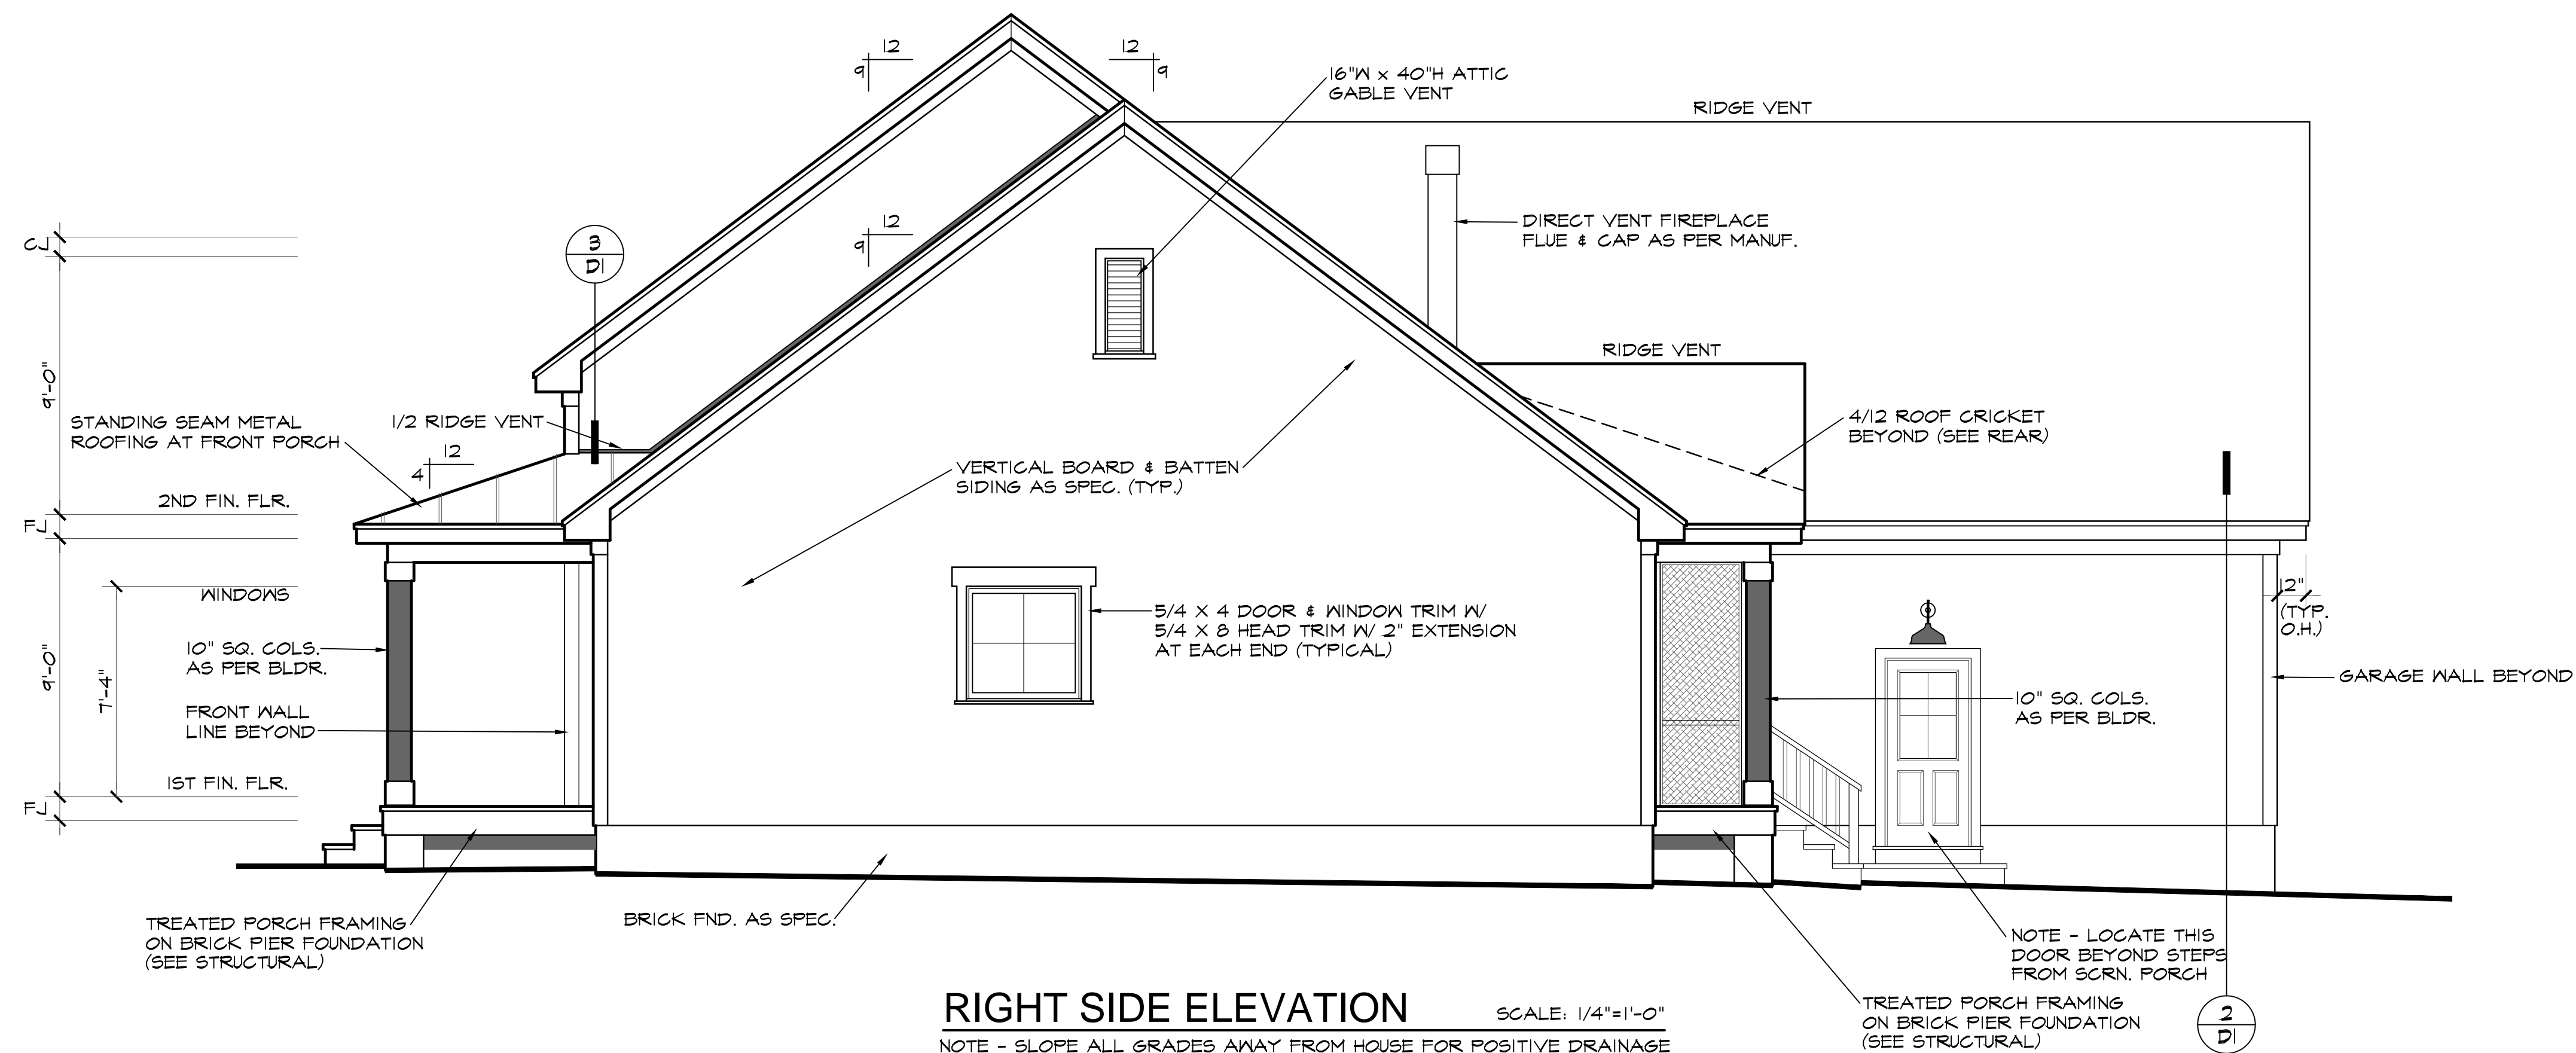 12
9
12
9
16"W x 40"H ATTIC
GABLE VENT
RIDGE VENT
12
9
DIRECT VENT FIREPLACE
FLUE & CAP AS PER MANUF.
3
D1
CJ
9'-0"
RIDGE VENT
STANDING SEAM METAL
ROOFING AT FRONT PORCH
1/2 RIDGE VENT
12
4
4/12 ROOF CRICKET
BEYOND (SEE REAR)
VERTICAL BOARD & BATTEN
SIDING AS SPEC. (TYP.)
2ND FIN. FLR.
FJ
WINDOWS
12"
(TYP.
O.H.)
5/4 X 4 DOOR & WINDOW TRIM W/
5/4 X 8 HEAD TRIM W/ 2" EXTENSION
AT EACH END (TYPICAL)
9'-0"
7'-4"
10" SQ. COLS.
AS PER BLDR.
GARAGE WALL BEYOND
10" SQ. COLS.
AS PER BLDR.
FRONT WALL
LINE BEYOND
1ST FIN. FLR.
FJ
TREATED PORCH FRAMING
ON BRICK PIER FOUNDATION
(SEE STRUCTURAL)
BRICK FND. AS SPEC.
NOTE - LOCATE THIS
DOOR BEYOND STEPS
FROM SCRN. PORCH
TREATED PORCH FRAMING
ON BRICK PIER FOUNDATION
(SEE STRUCTURAL)
2
D1
RIGHT SIDE ELEVATION
SCALE: 1/4"=1'-0"
NOTE - SLOPE ALL GRADES AWAY FROM HOUSE FOR POSITIVE DRAINAGE